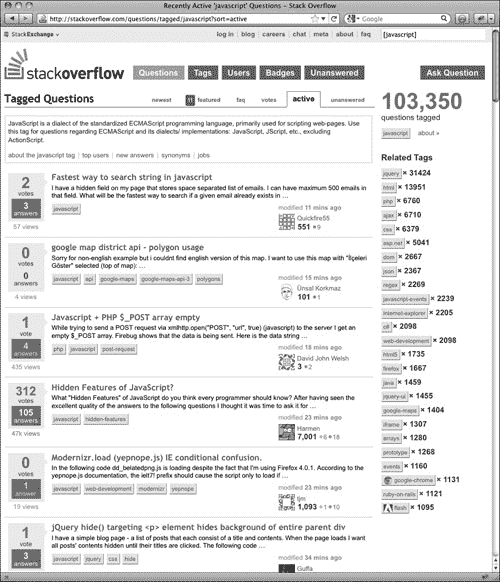 Recently Active 'javascript' Questions – Stack Overflow
http://stackoverflow.com/questions/tagged/javascript?sort=active
Google
StackExchange
log in | blog | careers | chat | meta | about | faq
[javascript]
stackoverflow
Questions
Tags
Users
Badges
Unanswered
Ask Question
Tagged Questions
newest
11 featured
faq
votes
active
unanswered
JavaScript is a dialect of the standardized ECMAScript programming language, primarily used for scripting web-pages. Use
this tag for questions regarding ECMAScript and its dialects/ implementations: JavaScript, JScript, etc., excluding
ActionScript.
about the javascript tag | top users | new answers | synonyms | jobs
2
votes
3
answers
57 views
Fastest way to search string in javascript
I have a hidden field on my page that stores space separated list of emails. I can have maximum 500 emails in
that field. What will be the fastest way to search if a given email already exists in …
javascript
modified 11 mins ago
Quickfire55
551 9
0
votes
0
answers
4 views
google map district api - polygon usage
Sorry for non-english example but i couldnt find english version of this map. I want to use this map with "İlçeleri
Göster" selected (top of map): …
javascript api google-maps google-maps-api-3 polygons
modified 15 mins ago
Ünsal Korkmaz
101 1
1
vote
4
answers
435 views
Javascript + PHP $_POST array empty
While trying to send a POST request via xmlhttp.open("POST", "url", true) (javascript) to the server I get an
empty $_POST array. Firebug shows that the data is being sent. Here is the data string …
php javascript post-request
modified 18 mins ago
David John Welsh
3 2
312
votes
105
answers
47k views
Hidden Features of JavaScript?
What "Hidden Features" of JavaScript do you think every programmer should know? After having seen the
excellent quality of the answers to the following questions I thought it was time to ask it for …
javascript hidden-features
modified 23 mins ago
Harmen
7,001 6 18
0
votes
1
answer
19 views
Modernizr.load (yepnope.js) IE conditional confusion.
In the following code dd_belatedpng.js is loading despite the fact that I'm using Firefox 4.0.1. According to the
yepnope.js documentation, the ielt7! prefix should cause the script only to load if …
javascript web-development modernizr yepnope
modified 23 mins ago
tjm
1,093 1 10
1
vote
3
answers
jQuery hide() targeting <p> element hides background of entire parent div
I have a simple blog page - a list of posts that each consist of a title and contents. When the page loads I want
all posts' contents hidden until their titles are clicked. The following code …
javascript jquery css hide
modified 34 mins ago
Guffa
103,350
questions tagged
javascript about »
Related Tags
jquery × 31424
html × 13951
php × 6760
ajax × 6710
css × 6379
asp.net × 5041
dom × 2667
json × 2367
regex × 2269
javascript-events × 2239
internet-explorer × 2205
c# × 2098
web-development × 2098
html5 × 1735
firefox × 1667
java × 1459
jquery-ui × 1455
google-maps × 1404
iframe × 1307
arrays × 1280
prototype × 1268
events × 1160
google-chrome × 1131
ruby-on-rails × 1121
flash × 1095